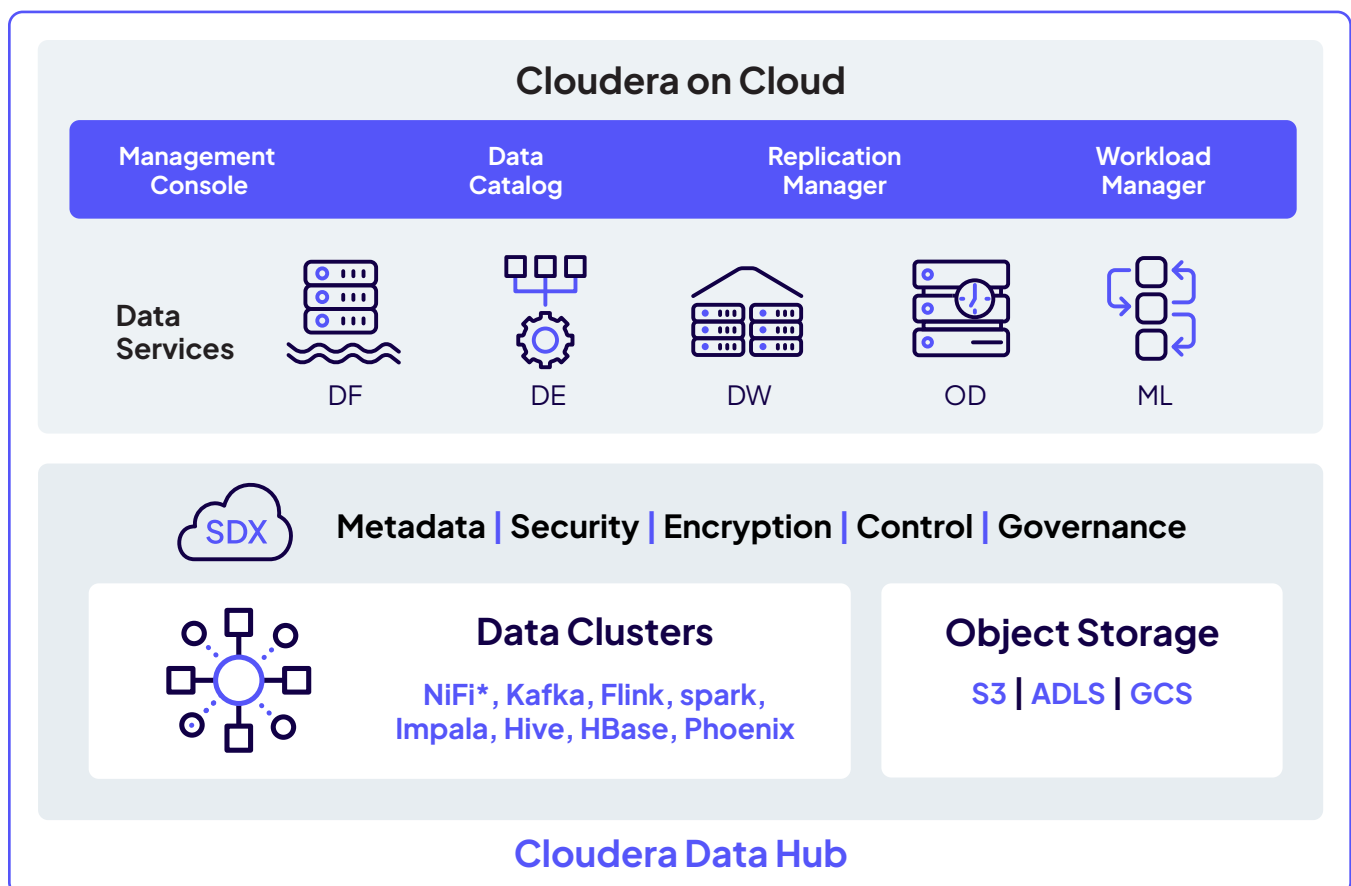 Cloudera on Cloud
Management
Console
Data
Catalog
Replication
Manager
Workload
Manager
Data
Services
DF
DE
DW
OD
ML
SDX
Metadata | Security | Encryption | Control | Governance
Data Clusters
NiFi*, Kafka, Flink, spark,
Impala, Hive, HBase, Phoenix
Object Storage
S3 | ADLS | GCS
Cloudera Data Hub